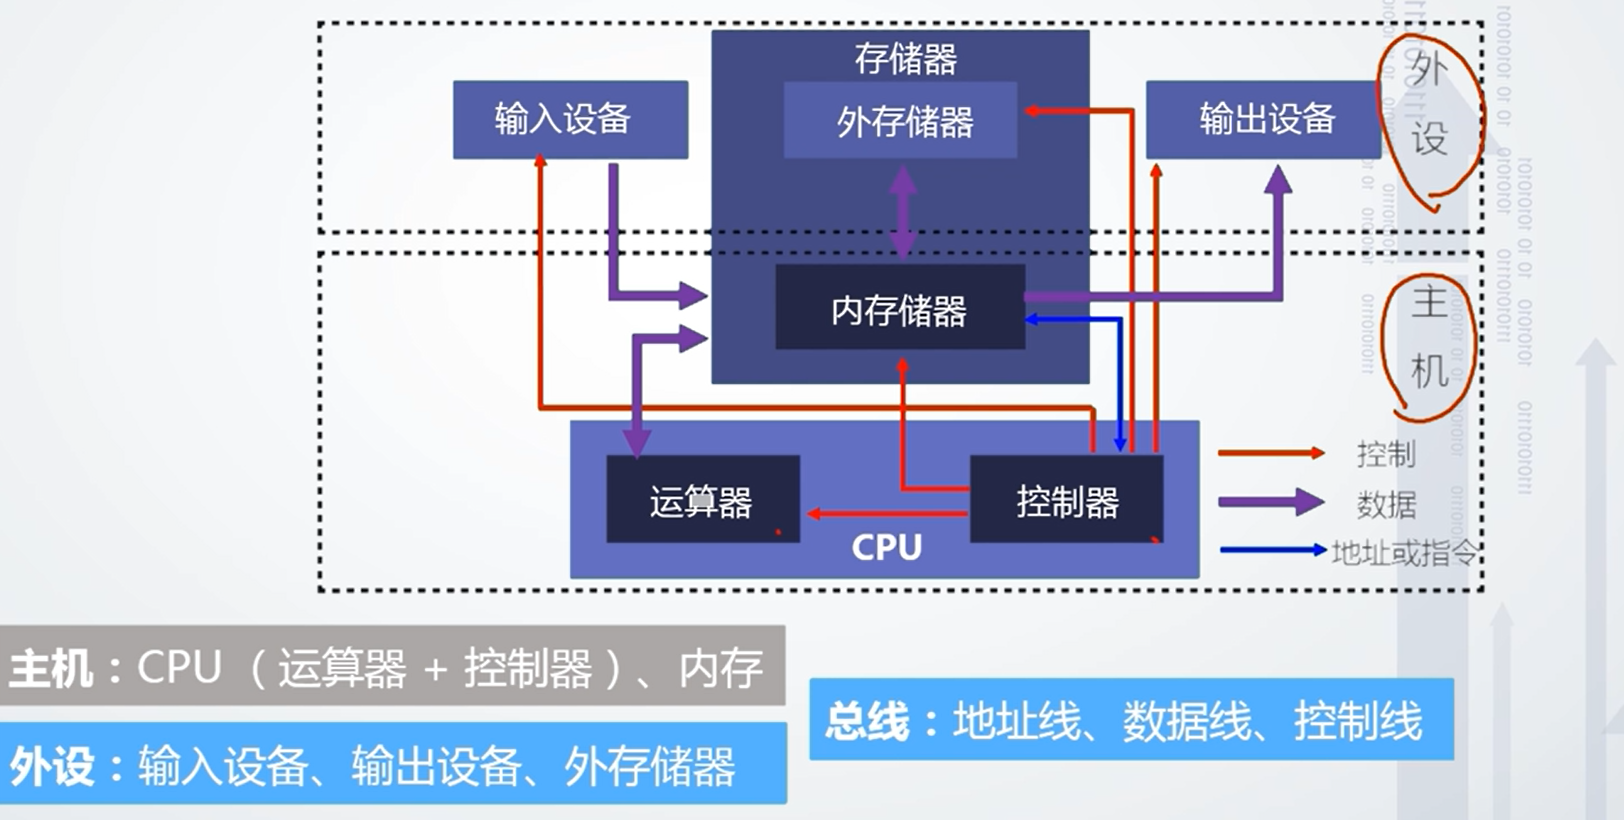 存储器
输入设备
外存储器
输出设备
外
设
内存储器
主
机
运算器
控制器
CPU
控制
数据
地址或指令
主机：CPU（运算器 + 控制器）、内存
外设：输入设备、输出设备、外存储器
总线：地址线、数据线、控制线